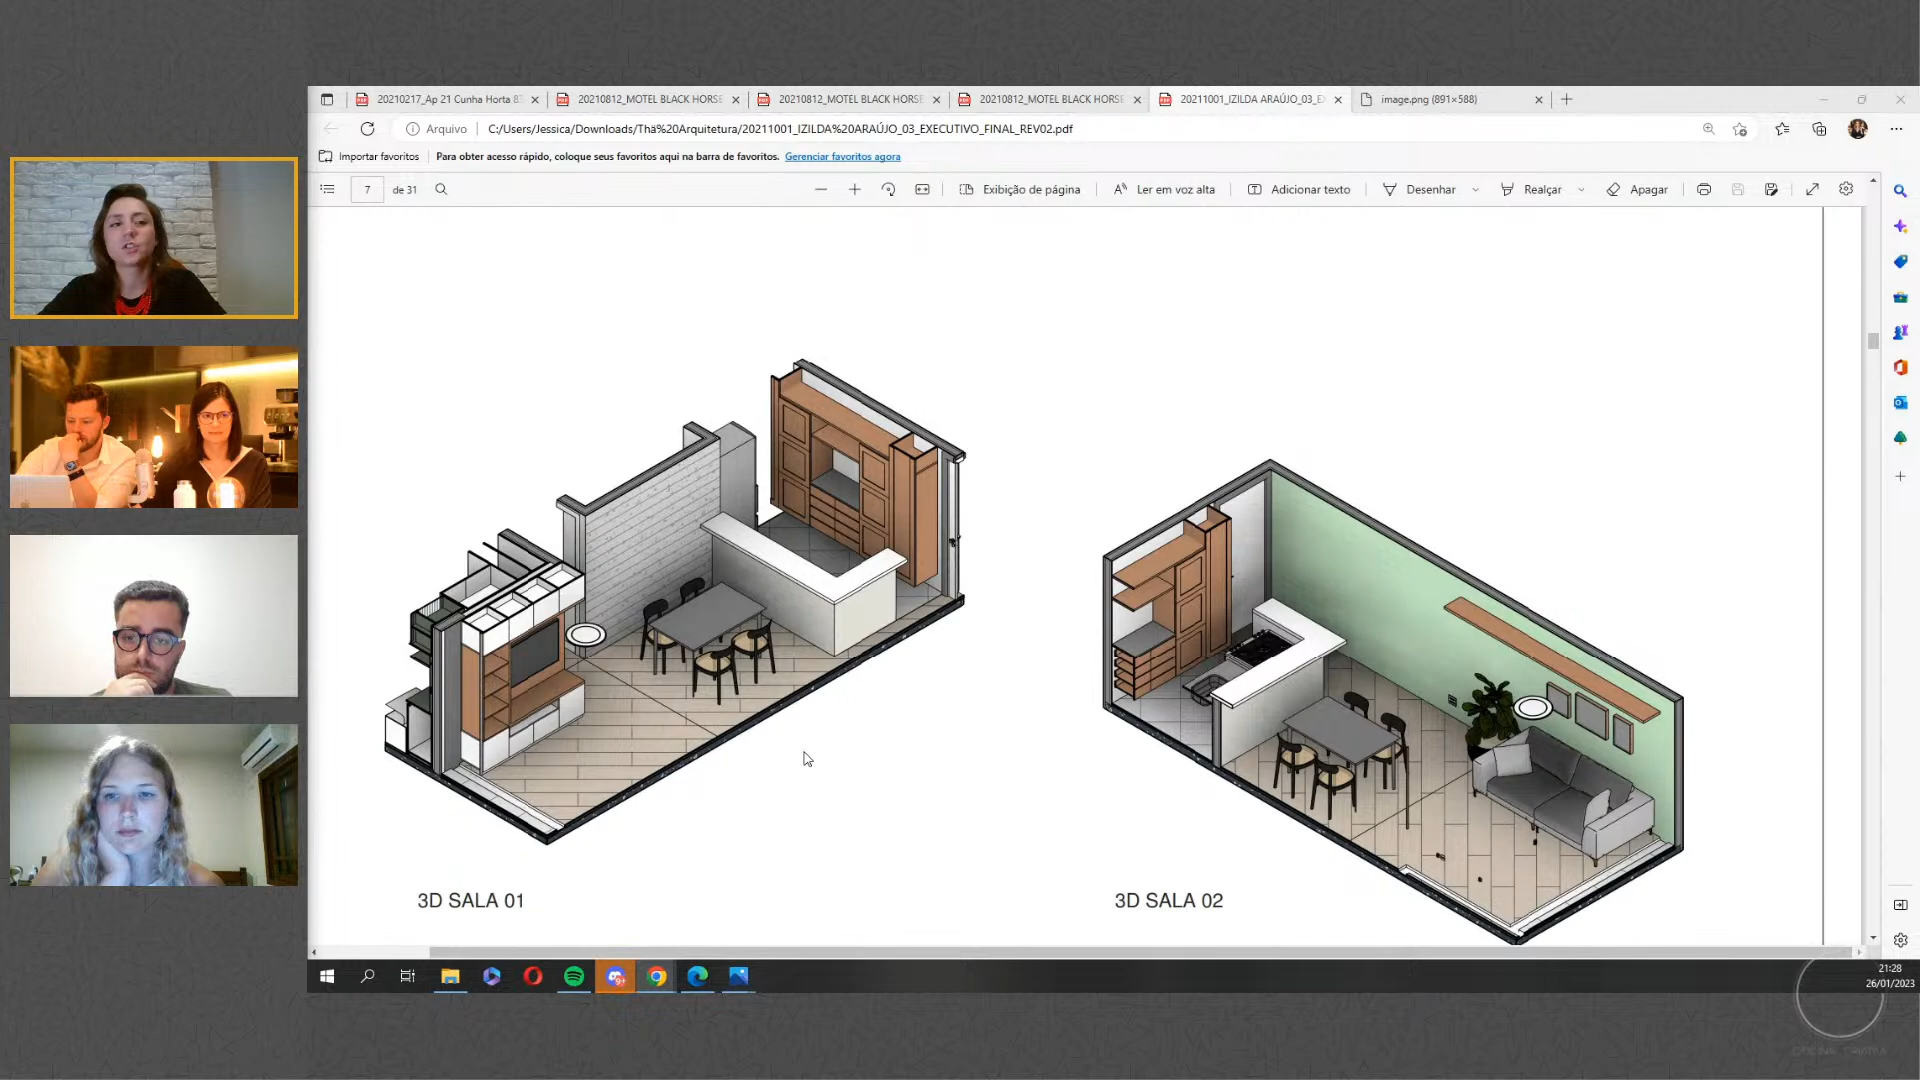 20210217_Ap 21 Cunha Horta 83
20210812_MOTEL BLACK HORSE
20210812_MOTEL BLACK HORSE
20210812_MOTEL BLACK HORSE
20211001_IZILDA ARAÚJO_03_E
image.png (891×588)
Arquivo
C:/Users/Jessica/Downloads/Thä%20Arquitetura/20211001_IZILDA%20ARAÚJO_03_EXECUTIVO_FINAL_REV02.pdf
Importar favoritos
Para obter acesso rápido, coloque seus favoritos aqui na barra de favoritos. Gerenciar favoritos agora
7 de 31
Exibição de página
Ler em voz alta
Adicionar texto
Desenhar
Realçar
Apagar
3D SALA 01
3D SALA 02
9+
21:28
26/01/2023